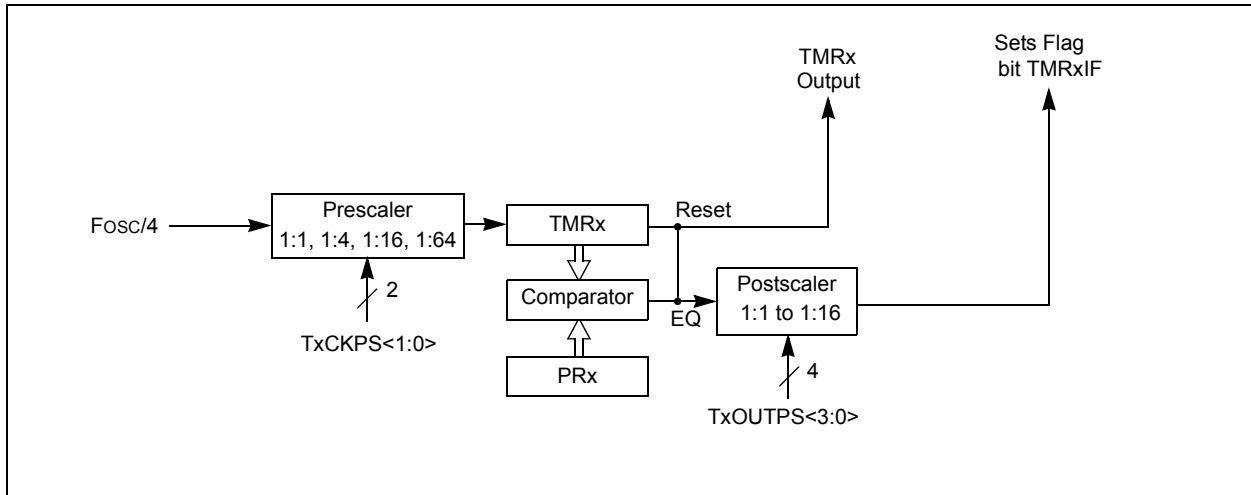 TMRx
Output
Sets Flag
bit TMRxIF
FOSC/4
Prescaler
1:1, 1:4, 1:16, 1:64
2
TxCKPS<1:0>
TMRx
Reset
Comparator
EQ
PRx
Postscaler
1:1 to 1:16
4
TxOUTPS<3:0>